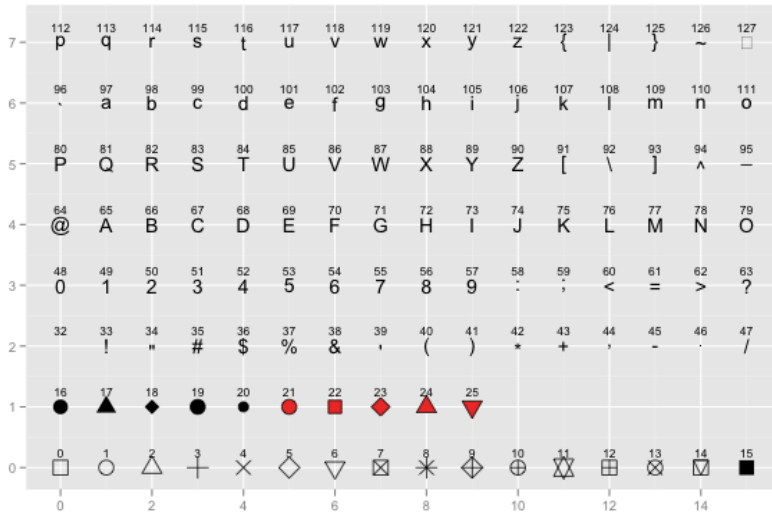 112 113 114 115 116 117 118 119 120 121 122 123 124 125 126 127
7 p q r s t u v w x y z { | } ~ □
96 97 98 99 100 101 102 103 104 105 106 107 108 109 110 111
6 ` a b c d e f g h i j k l m n o
80 81 82 83 84 85 86 87 88 89 90 91 92 93 94 95
5 P Q R S T U V W X Y Z [ \ ] ^ _
64 65 66 67 68 69 70 71 72 73 74 75 76 77 78 79
4 @ A B C D E F G H I J K L M N O
48 49 50 51 52 53 54 55 56 57 58 59 60 61 62 63
3 0 1 2 3 4 5 6 7 8 9 : ; < = > ?
32 33 34 35 36 37 38 39 40 41 42 43 44 45 46 47
2 ! " # $ % & ' ( ) * + , - . /
16 17 18 19 20 21 22 23 24 25
1
0 1 2 3 4 5 6 7 8 9 10 11 12 13 14 15
0
0 2 4 6 8 10 12 14